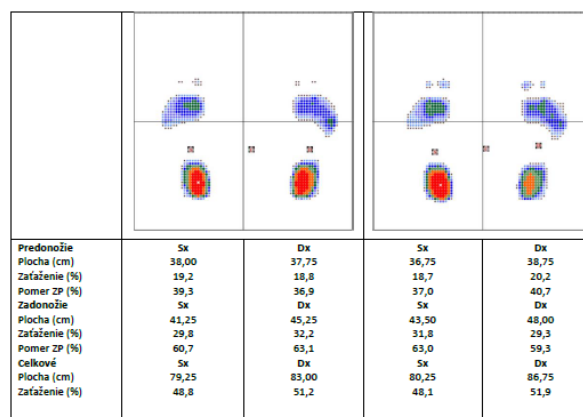 Predonožie Sx Dx Sx Dx
Plocha (cm) 38,00 37,75 36,75 38,75
Zaťaženie (%) 19,2 18,8 18,7 20,2
Pomer ZP (%) 39,3 36,9 37,0 40,7
Zadonožie Sx Dx Sx Dx
Plocha (cm) 41,25 45,25 43,50 48,00
Zaťaženie (%) 29,8 32,2 31,8 29,3
Pomer ZP (%) 60,7 63,1 63,0 59,3
Celkové Sx Dx Sx Dx
Plocha (cm) 79,25 83,00 80,25 86,75
Zaťaženie (%) 48,8 51,2 48,1 51,9